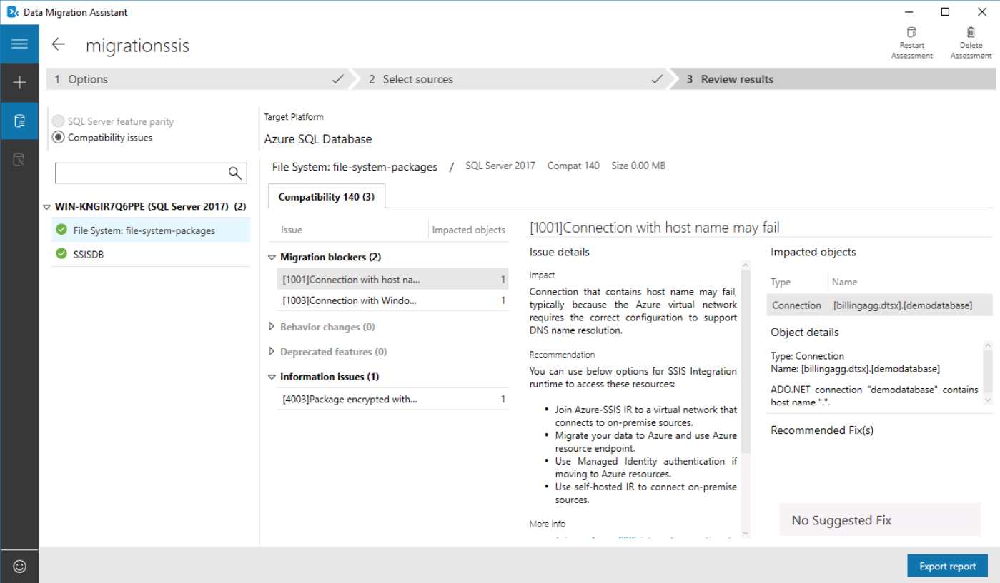 Data Migration Assistant
migrationssis
Restart
Assessment
Delete
Assessment
1 Options
2 Select sources
3 Review results
SQL Server feature parity
Compatibility issues
Target Platform
Azure SQL Database
File System: file-system-packages / SQL Server 2017 Compat 140 Size 0.00 MB
WIN-KNGIR7Q6PPE (SQL Server 2017) (2)
File System: file-system-packages
SSISDB
Compatibility 140 (3)
Issue Impacted objects
Migration blockers (2)
[1001]Connection with host na... 1
[1003]Connection with Windo... 1
Behavior changes (0)
Deprecated features (0)
Information issues (1)
[4003]Package encrypted with... 1
[1001]Connection with host name may fail
Issue details
Impact
Connection that contains host name may fail,
typically because the Azure virtual network
requires the correct configuration to support
DNS name resolution.
Recommendation
You can use below options for SSIS Integration
runtime to access these resources:
• Join Azure-SSIS IR to a virtual network that
connects to on-premise sources.
• Migrate your data to Azure and use Azure
resource endpoint.
• Use Managed Identity authentication if
moving to Azure resources.
• Use self-hosted IR to connect on-premise
sources.
More info
Impacted objects
Type Name
Connection [billingagg.dtsx].[demodatabase]
Object details
Type: Connection
Name: [billingagg.dtsx].[demodatabase]
ADO.NET connection "demodatabase" contains
host name ".".
Recommended Fix(s)
No Suggested Fix
Export report